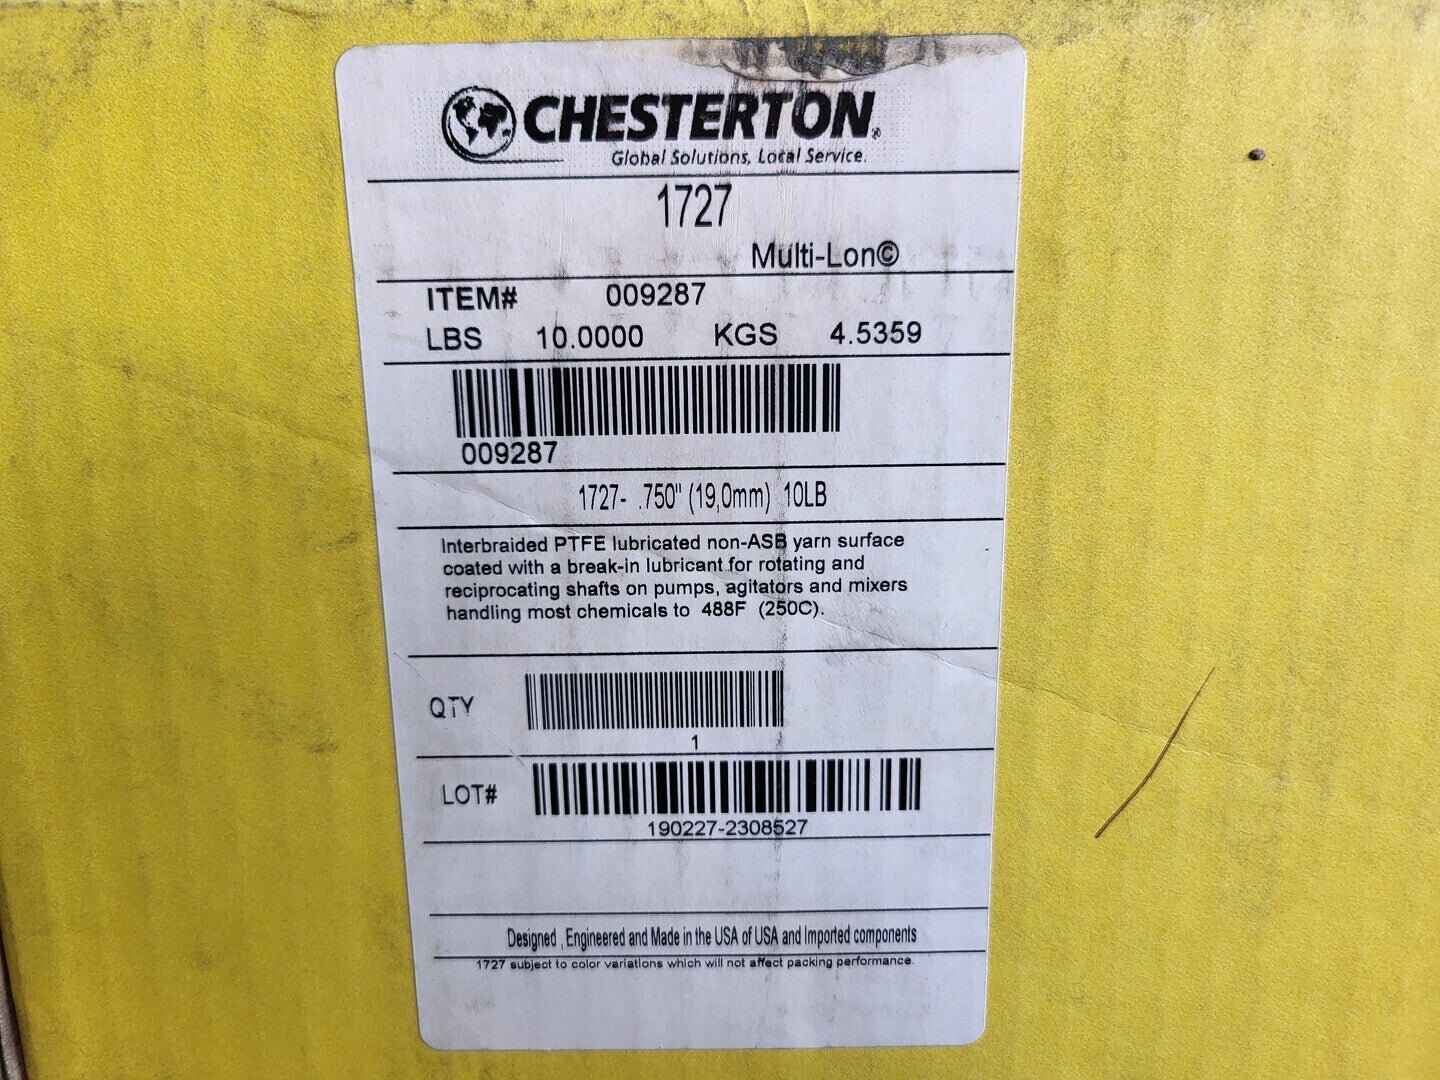 CHESTERTON®
Global Solutions, Local Service.
1727
Multi-Lon©
ITEM# 009287
LBS 10.0000 KGS 4.5359
009287
1727- .750" (19,0mm) 10LB
Interbraided PTFE lubricated non-ASB yarn surface
coated with a break-in lubricant for rotating and
reciprocating shafts on pumps, agitators and mixers
handling most chemicals to 488F (250C).
QTY
1
LOT#
190227-2308527
Designed , Engineered and Made in the USA of USA and Imported components
1727 subject to color variations which will not affect packing performance.